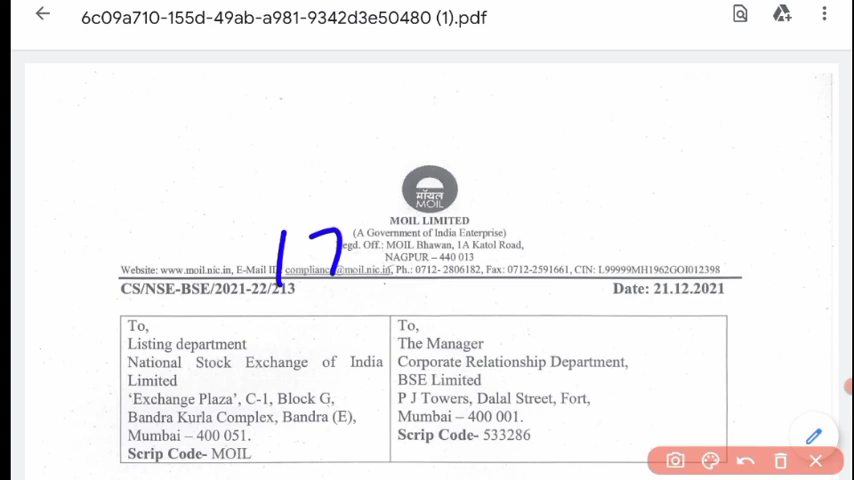 6c09a710-155d-49ab-a981-9342d3e50480 (1).pdf
मॉयल
MOIL
MOIL LIMITED
(A Government of India Enterprise)
17
egd. Off.: MOIL Bhawan, 1A Katol Road,
NAGPUR – 440 013
Website: www.moil.nic.in, E-Mail I compliance@moil.nic.in, Ph.: 0712- 2806182, Fax: 0712-2591661, CIN: L99999MH1962GOI012398
CS/NSE-BSE/2021-22/213 Date: 21.12.2021
To,
Listing department
National Stock Exchange of India
Limited
‘Exchange Plaza’, C-1, Block G,
Bandra Kurla Complex, Bandra (E),
Mumbai – 400 051.
Scrip Code- MOIL
To,
The Manager
Corporate Relationship Department,
BSE Limited
P J Towers, Dalal Street, Fort,
Mumbai – 400 001.
Scrip Code- 533286